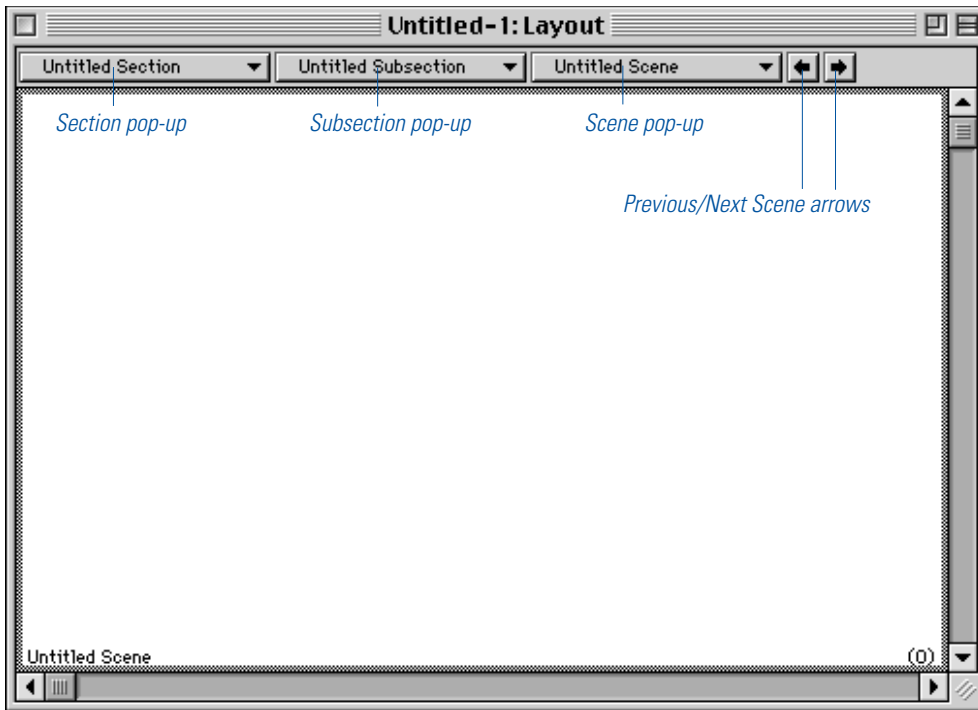 Untitled-1: Layout
Untitled Section Untitled Subsection Untitled Scene
Section pop-up Subsection pop-up Scene pop-up
Previous/Next Scene arrows
Untitled Scene (0)